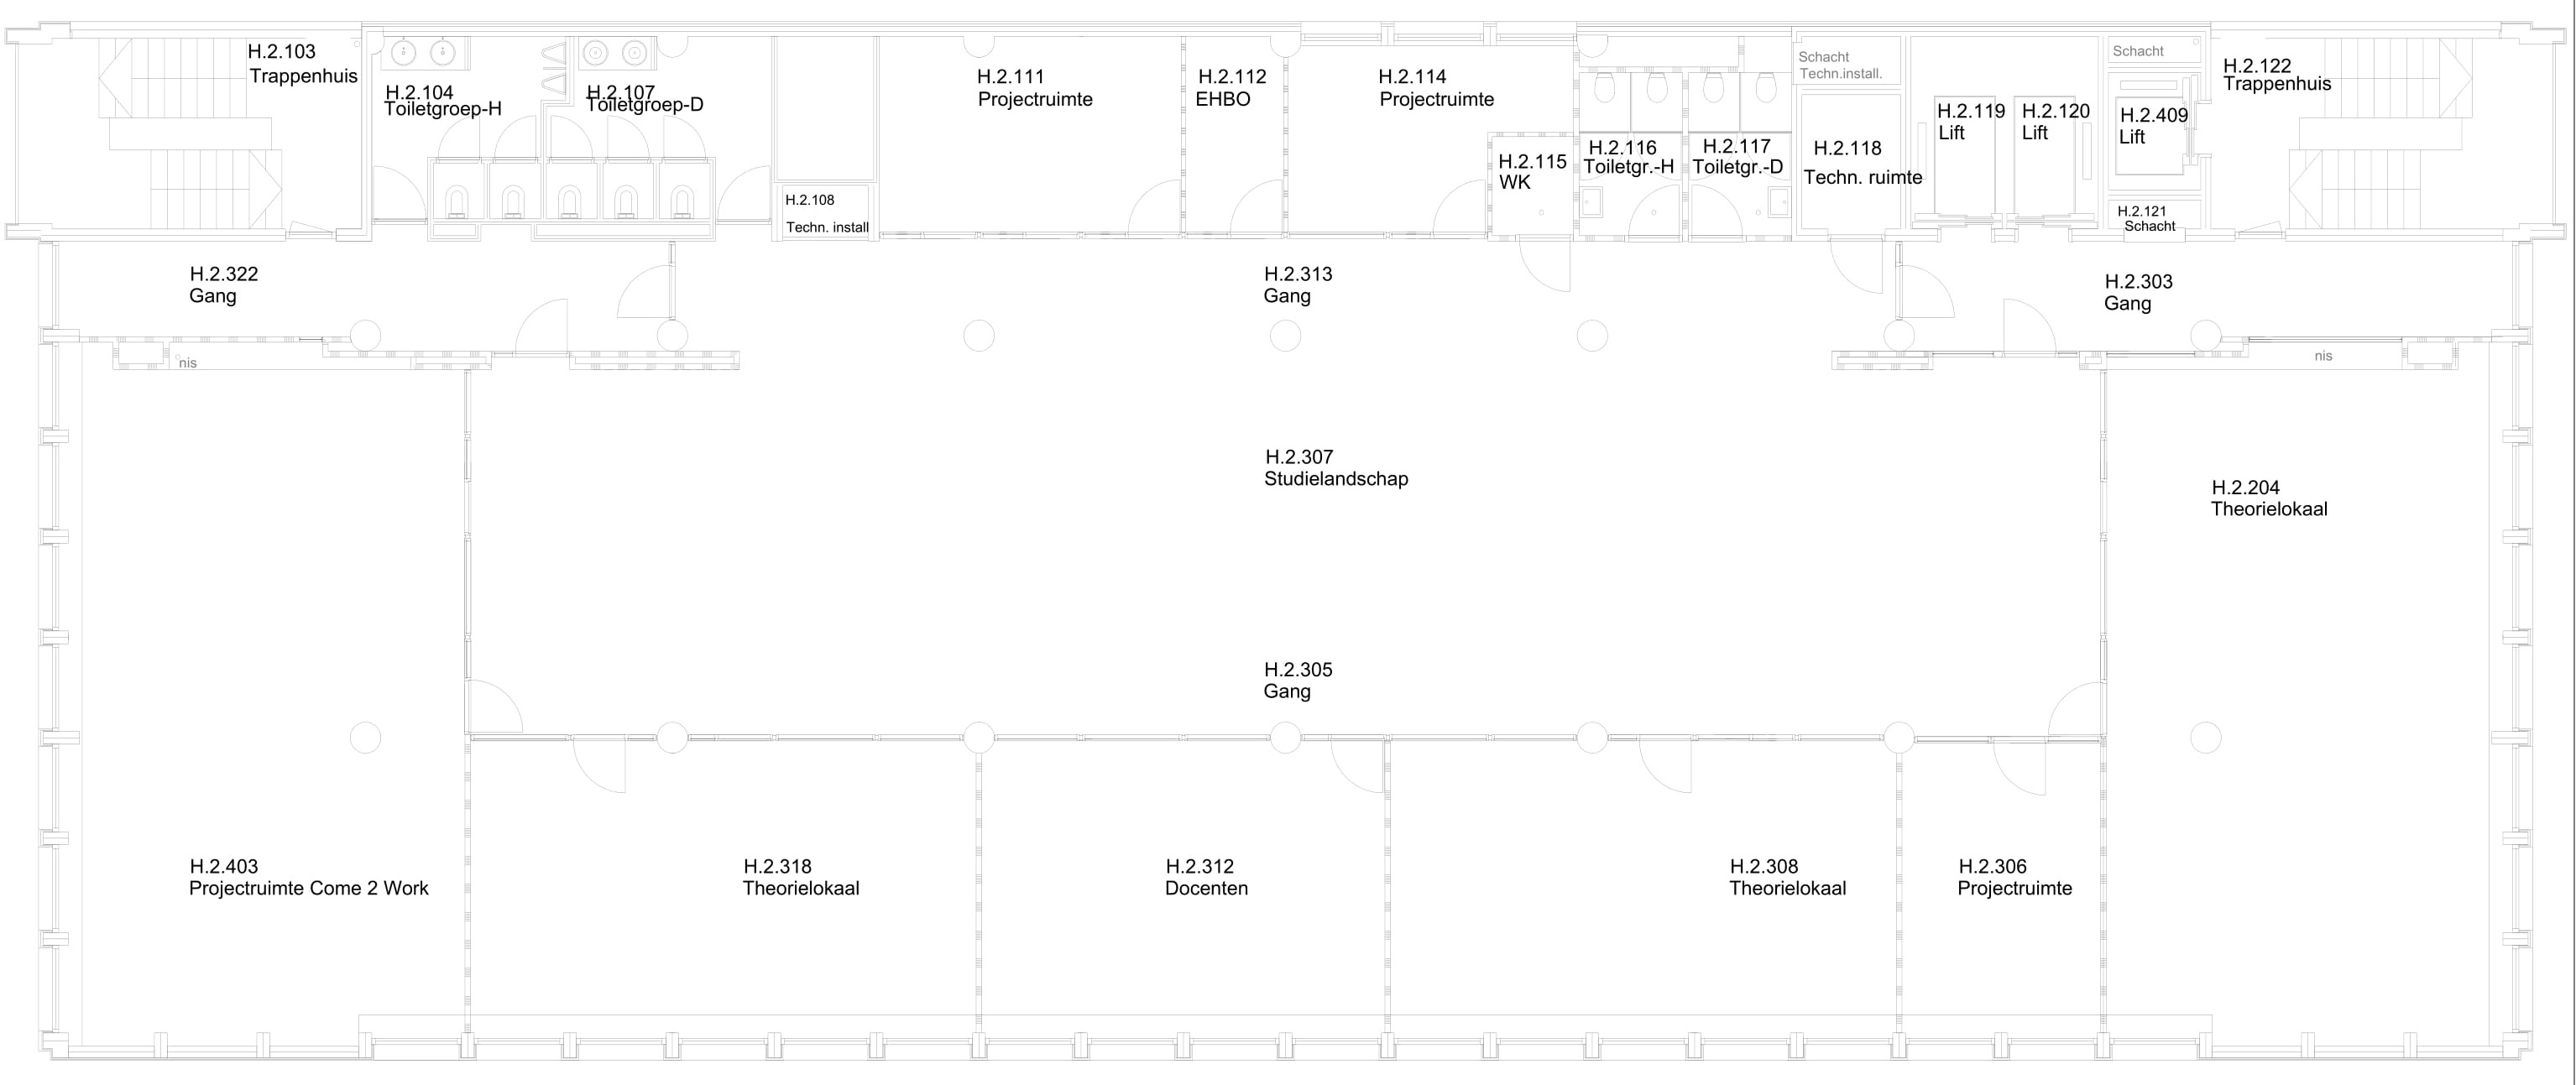 H.2.103
Trappenhuis
H.2.104
Toiletgroep-H
H.2.107
Toiletgroep-D
H.2.108
Techn. install
H.2.111
Projectruimte
H.2.112
EHBO
H.2.114
Projectruimte
H.2.115
WK
H.2.116
Toiletgr.-H
H.2.117
Toiletgr.-D
Schacht
Techn.install.
H.2.118
Techn. ruimte
H.2.119
Lift
H.2.120
Lift
Schacht
H.2.409
Lift
H.2.121
Schacht
H.2.122
Trappenhuis
H.2.322
Gang
H.2.313
Gang
H.2.303
Gang
nis
nis
H.2.307
Studielandschap
H.2.204
Theorielokaal
H.2.305
Gang
H.2.403
Projectruimte Come 2 Work
H.2.318
Theorielokaal
H.2.312
Docenten
H.2.308
Theorielokaal
H.2.306
Projectruimte